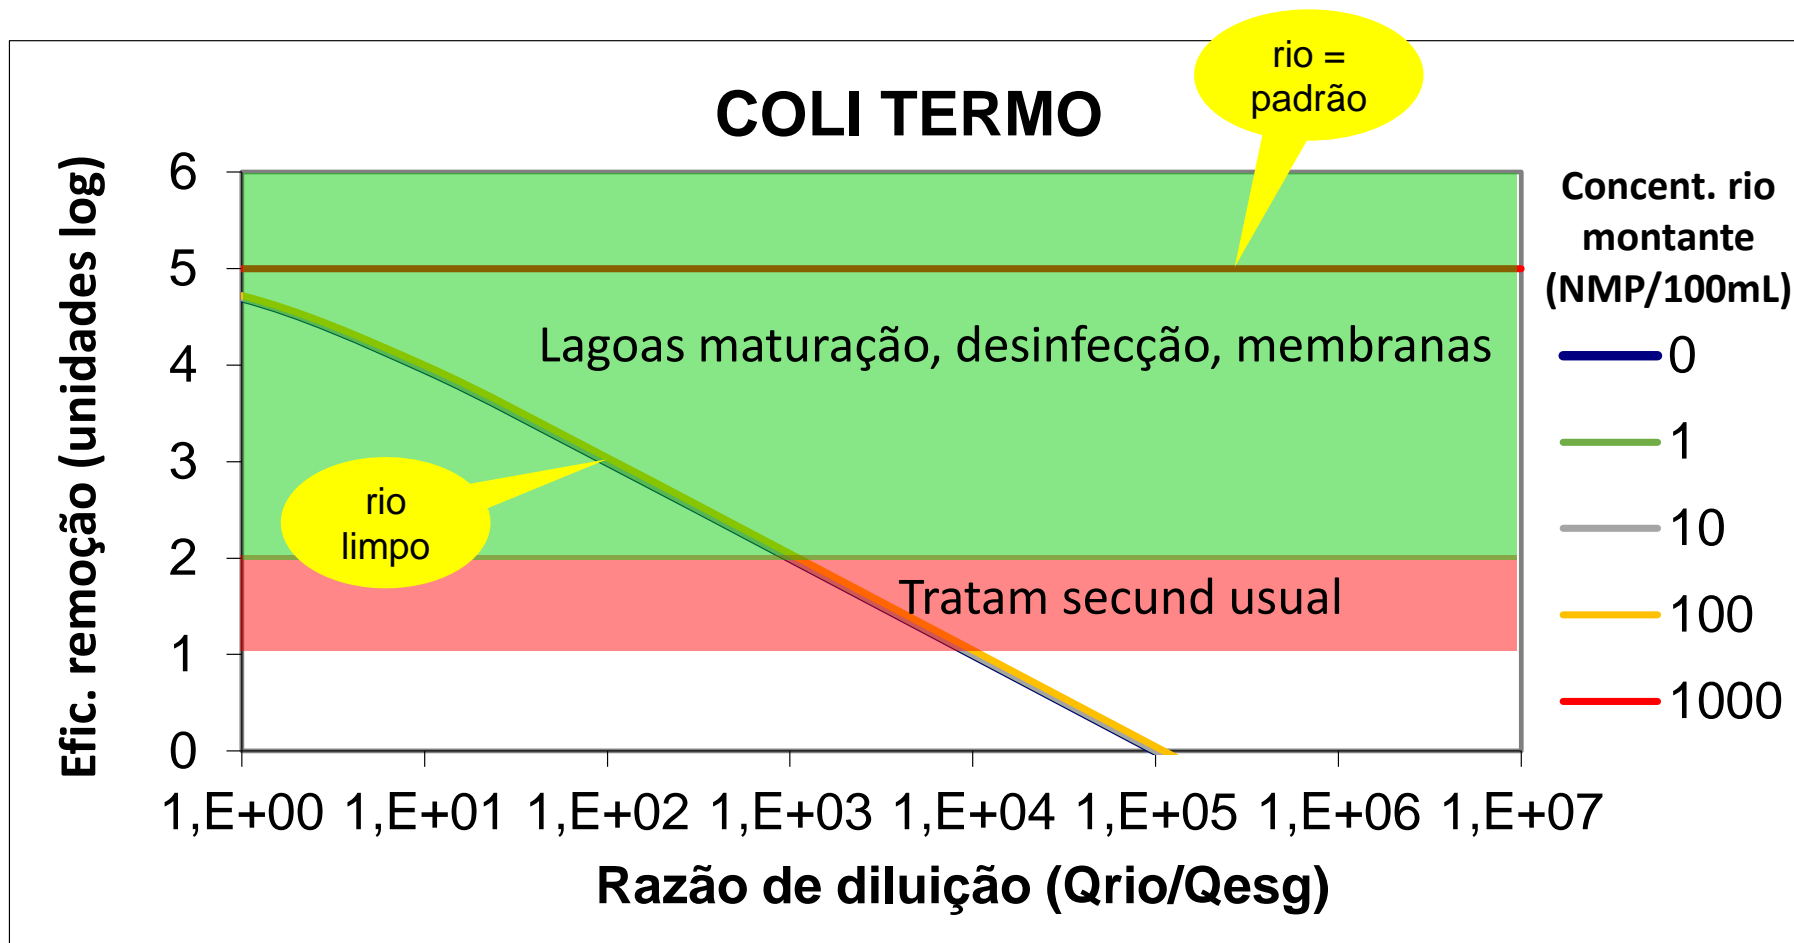 rio =
padrão
COLI TERMO
Efic. remoção (unidades log)
6
5
4
3
2
1
0
Lagoas maturação, desinfecção, membranas
rio
limpo
Tratam secund usual
1,E+00 1,E+01 1,E+02 1,E+03 1,E+04 1,E+05 1,E+06 1,E+07
Razão de diluição (Qrio/Qesg)
Concent. rio
montante
(NMP/100mL)
0
1
10
100
1000